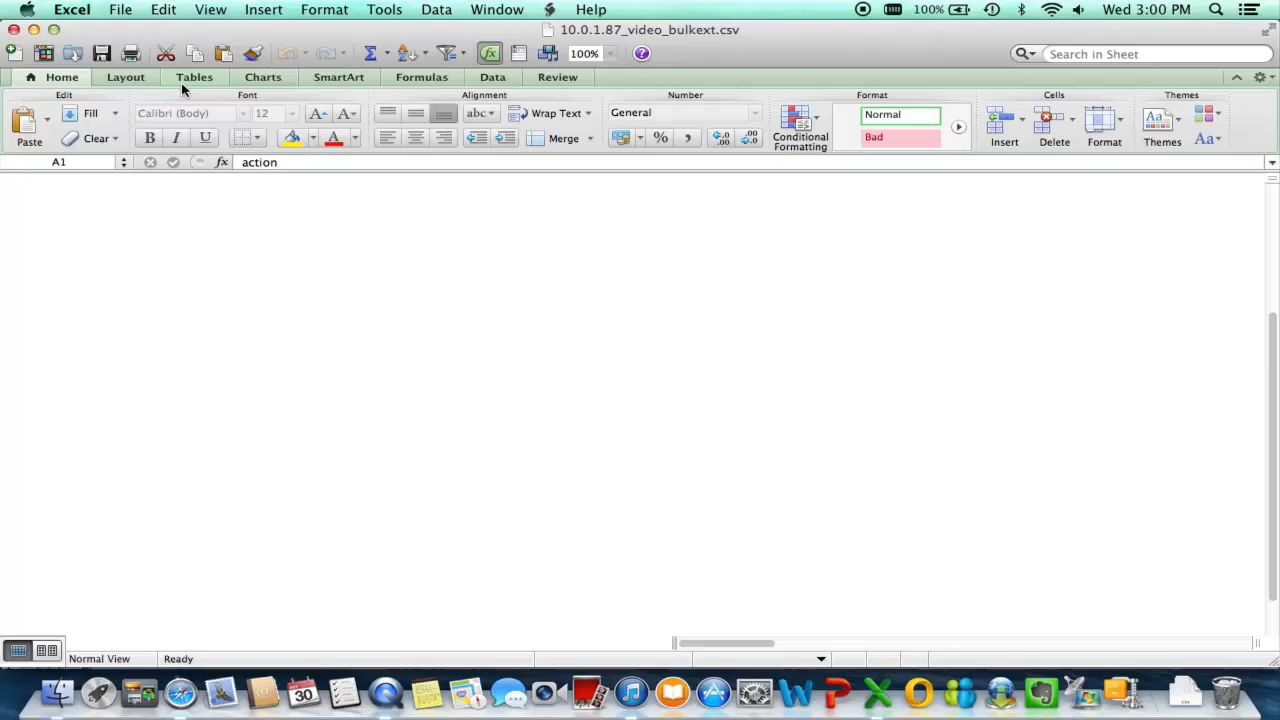 Excel File Edit View Insert Format Tools Data Window Help 100% Wed 3:00 PM
10.0.1.87_video_bulkext.csv
100% Search in Sheet
Home Layout Tables Charts SmartArt Formulas Data Review
Edit Font Alignment Number Format Cells Themes
Fill Calibri (Body) 12 A A abc Wrap Text General Normal
Paste Clear B I U A Merge % Bad Conditional Formatting Insert Delete Format Themes Aa
A1 fx action
Normal View Ready